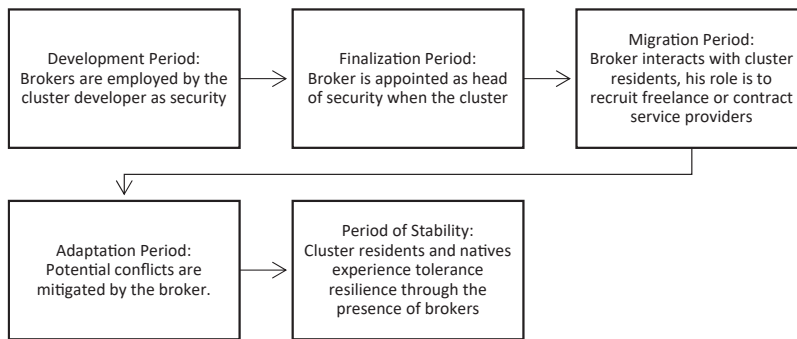 Development Period:
Brokers are employed by the
cluster developer as security
Finalization Period:
Broker is appointed as head
of security when the cluster
Migration Period:
Broker interacts with cluster
residents, his role is to
recruit freelance or contract
service providers
Adaptation Period:
Potential conflicts are
mitigated by the broker.
Period of Stability:
Cluster residents and natives
experience tolerance
resilience through the
presence of brokers